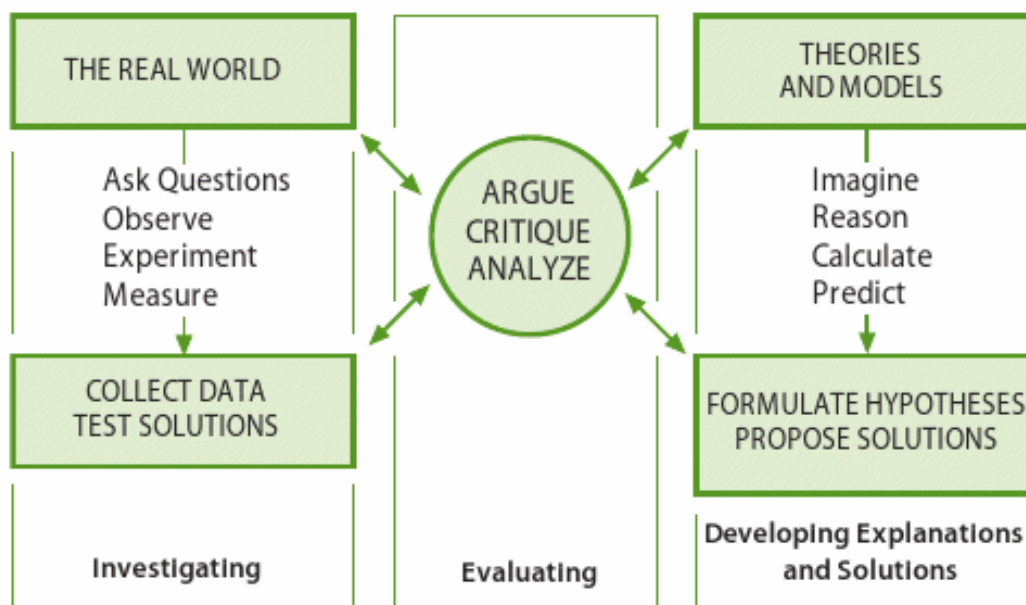 THE REAL WORLD
Ask Questions
Observe
Experiment
Measure
COLLECT DATA
TEST SOLUTIONS
Investigating
ARGUE
CRITIQUE
ANALYZE
Evaluating
THEORIES
AND MODELS
Imagine
Reason
Calculate
Predict
FORMULATE HYPOTHESES
PROPOSE SOLUTIONS
Developing Explanations
and Solutions